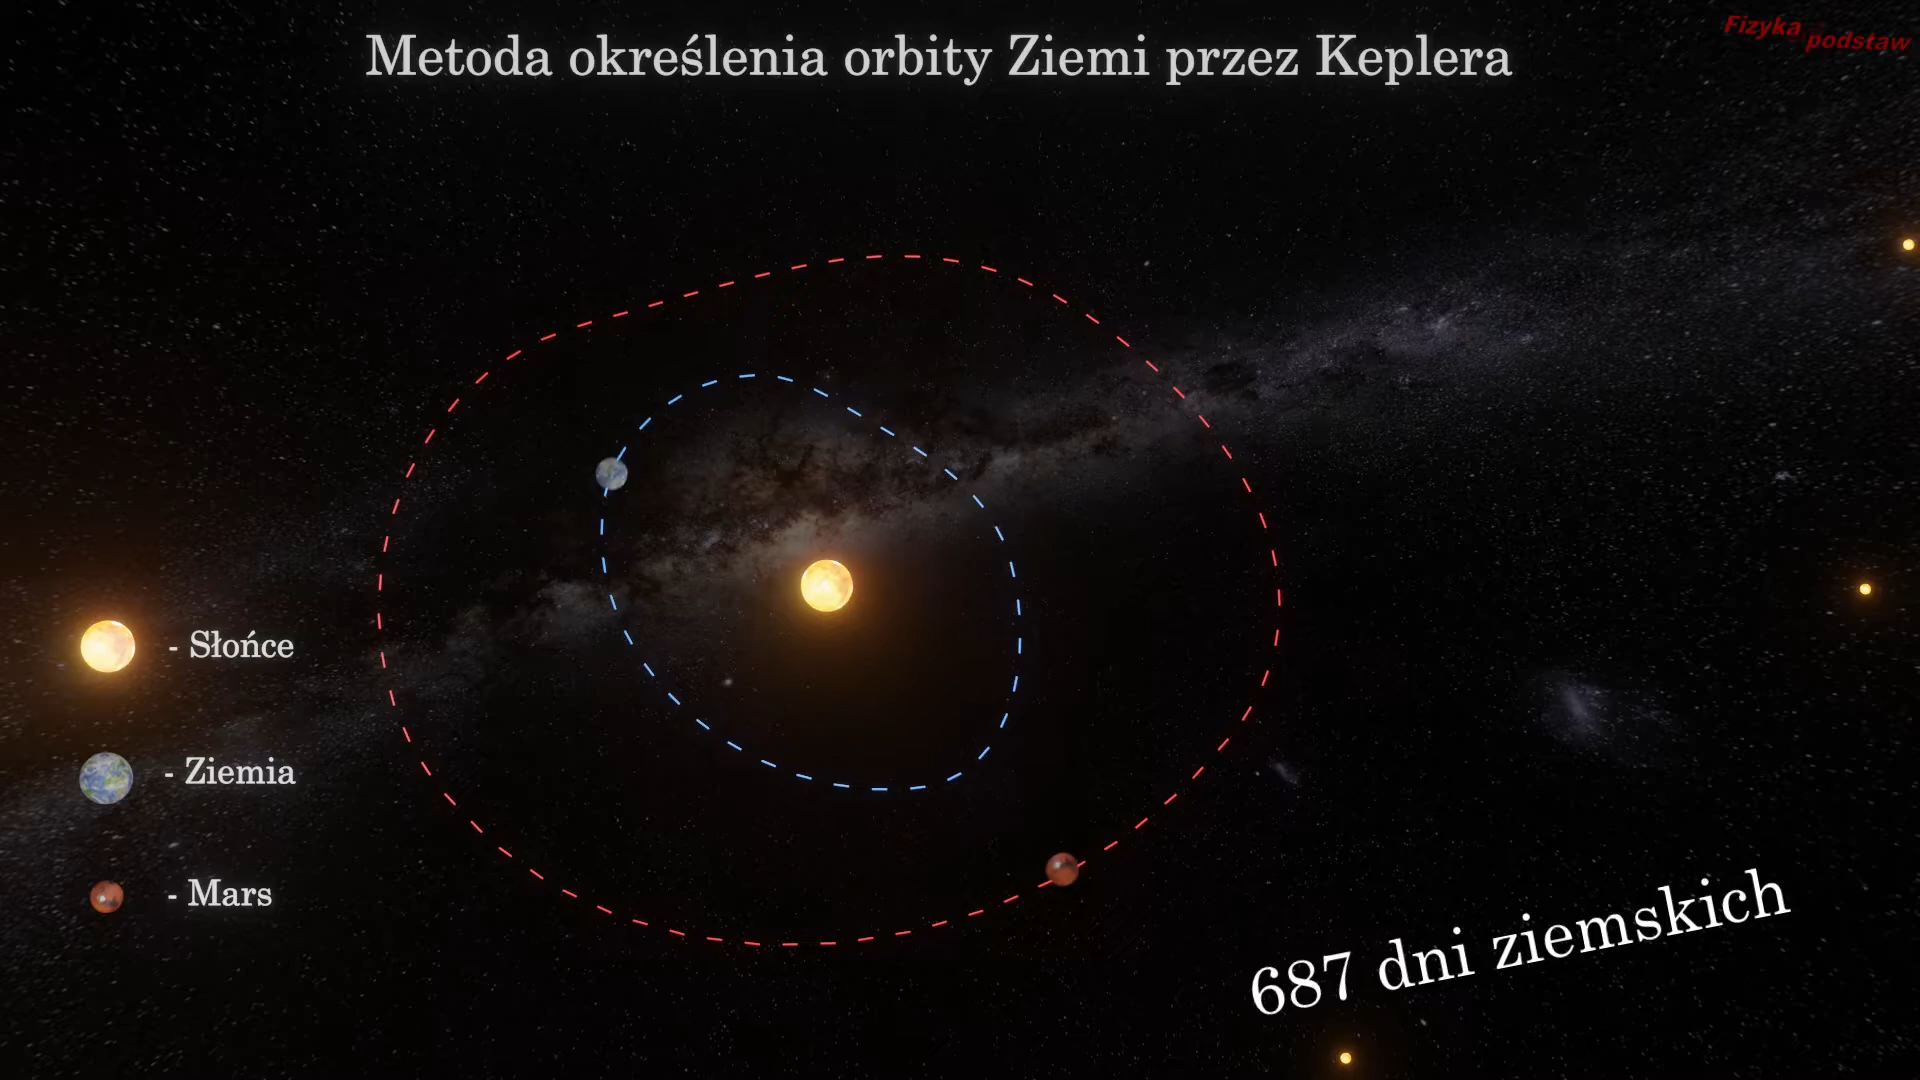 Metoda określenia orbity Ziemi przez Keplera
Fizyka podstaw
- Słońce
- Ziemia
- Mars
687 dni ziemskich